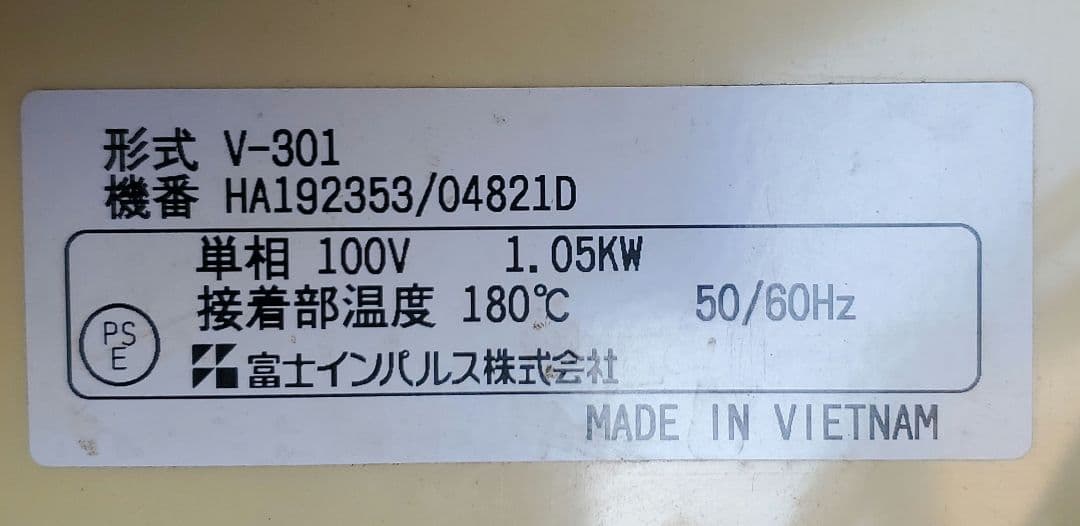 形式 V-301
機番 HA192353/04821D
単相 100V 1.05KW
接着部温度 180℃ 50/60Hz
PS
E
富士インパルス株式会社
MADE IN VIETNAM